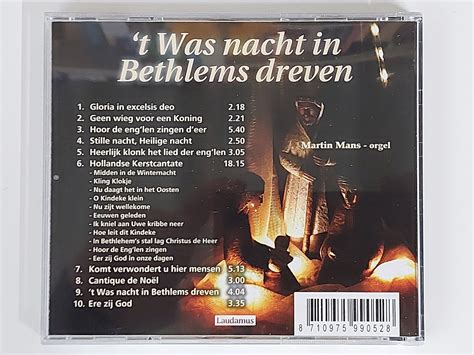 't Was nacht in
Bethlems dreven
1. Gloria in excelsis deo 2.18
2. Geen wieg voor een Koning 2.21
3. Hoor de eng'len zingen d'eer 5.40
4. Stille nacht, Heilige nacht 2.50
5. Heerlijk klonk het lied der eng'len 3.05
6. Hollandse Kerstcantate 18.15
- Midden in de Winternacht
- Kling Klokje
- Nu daagt het in het Oosten
- O Kindeke klein
- Nu zijt wellekome
- Eeuwen geleden
- Ik kniel aan Uwe kribbe neer
- Hoe leit dit Kindeke
- In Bethlehem's stal lag Christus de Heer
- Hoor de Eng'len zingen
- Eer zij God in onze dagen
7. Komt verwondert u hier mensen 5.13
8. Cantique de Noël 3.00
9. 't Was nacht in Bethlems dreven 4.04
10. Ere zij God 3.35
Martin Mans - orgel
Laudamus
8 710975 990528